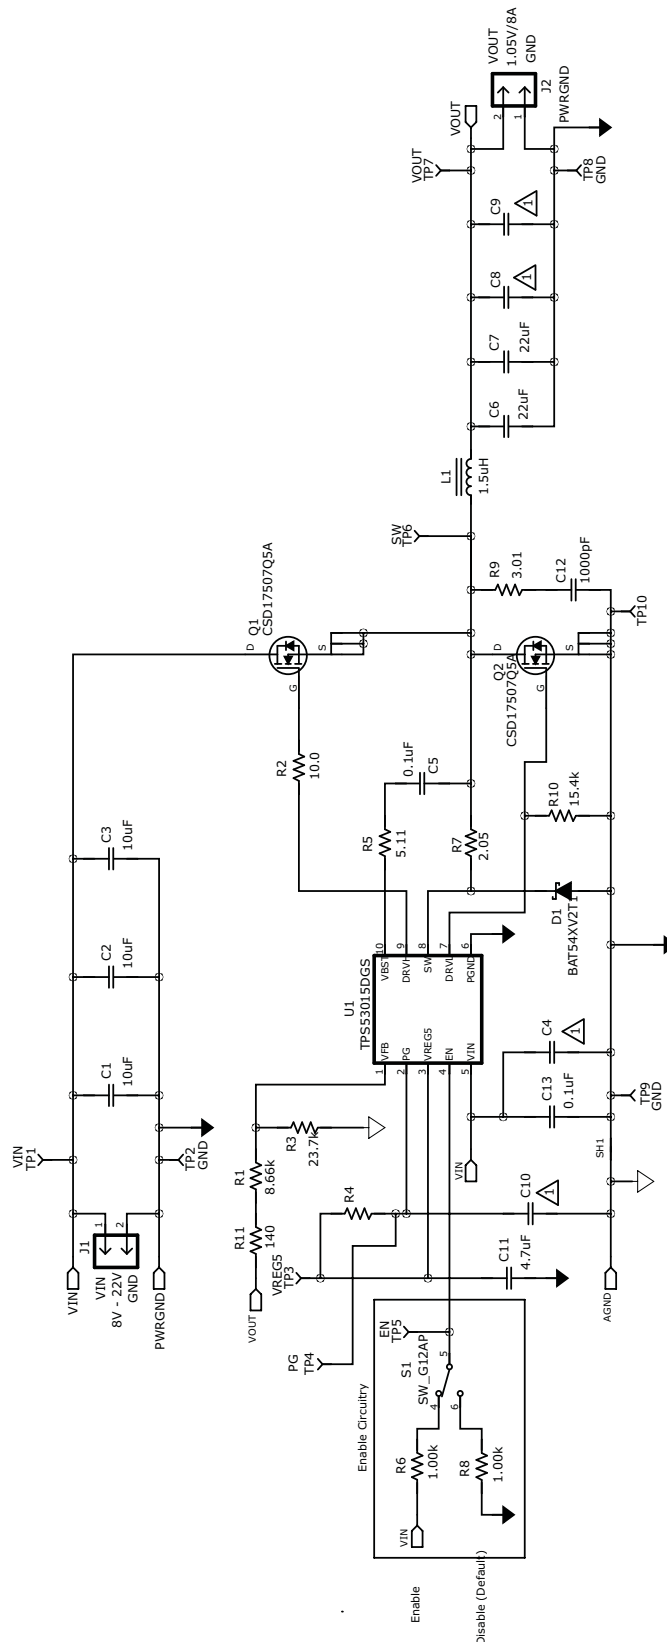 VIN
J1
VIN
8V - 22V
GND
1
2
PWRGND
VIN
TP1
TP2
GND
C1
10uF
C2
10uF
C3
10uF
Q1
CSD17507Q5A
D
G
S
R2
10.0
R5
5.11
0.1uF
C5
R7
2.05
SW
TP6
L1
1.5uH
C6
22uF
C7
22uF
C8
1
C9
1
VOUT
TP7
VOUT
TP8
GND
VOUT
1.05V/8A
GND
J2
2
1
PWRGND
VOUT
R11
140
R1
8.66k
R3
23.7k
U1
TPS53015DGS
1
VFB
2
PG
3
VREG5
4
EN
5
VIN
10
VBST
9
DRVH
8
SW
7
DRVL
6
PGND
VREG5
TP3
R4
PG
TP4
EN
TP5
C11
4.7uF
C10
1
VIN
C13
0.1uF
C4
1
D1
BAT54XV2T1
R10
15.4k
Q2
CSD17507Q5A
D
G
S
R9
3.01
C12
1000pF
TP10
TP9
GND
SH1
AGND
Enable Circuitry
S1
SW_G12AP
4
5
6
R6
1.00k
R8
1.00k
VIN
Enable
Disable (Default)